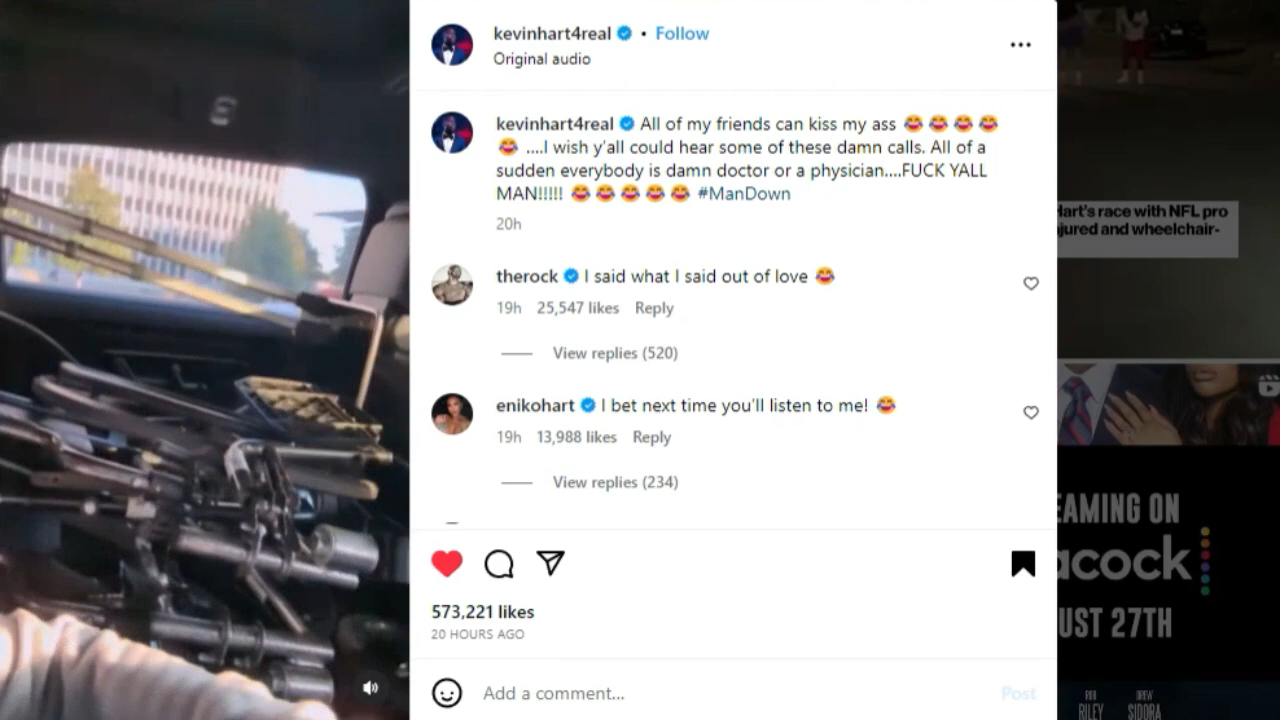 kevinhart4real • Follow
Original audio
kevinhart4real All of my friends can kiss my ass 😂😂😂😂
😂 ....I wish y'all could hear some of these damn calls. All of a
sudden everybody is damn doctor or a physician....FUCK YALL
MAN!!!!! 😂😂😂😂😂 #ManDown
20h
therock I said what I said out of love 😂
19h 25,547 likes Reply
View replies (520)
enikohart I bet next time you'll listen to me! 😂
19h 13,988 likes Reply
View replies (234)
573,221 likes
20 HOURS AGO
Add a comment... Post
Hart's race with NFL pro
jured and wheelchair-
EAMING ON
acock
UST 27TH
RILEY
DREW
SIDORA